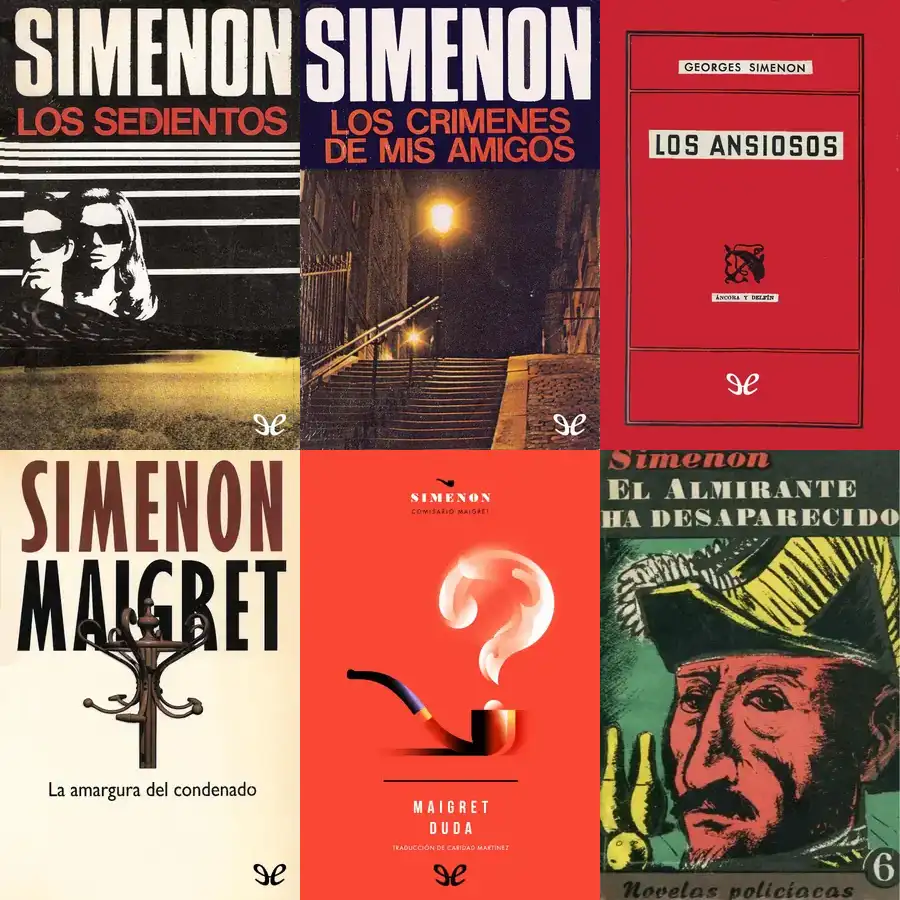 SIMENON
LOS SEDIENTOS
SIMENON
LOS CRIMENES
DE MIS AMIGOS
GEORGES SIMENON
LOS ANSIOSOS
ÁNCORA Y DELFÍN
SIMENON
MAIGRET
La amargura del condenado
SIMENON
COMISARIO MAIGRET
MAIGRET
DUDA
TRADUCCIÓN DE CARIDAD MARTÍNEZ
Simenon
EL ALMIRANTE
HA DESAPARECIDO
6
Novelas policíacas